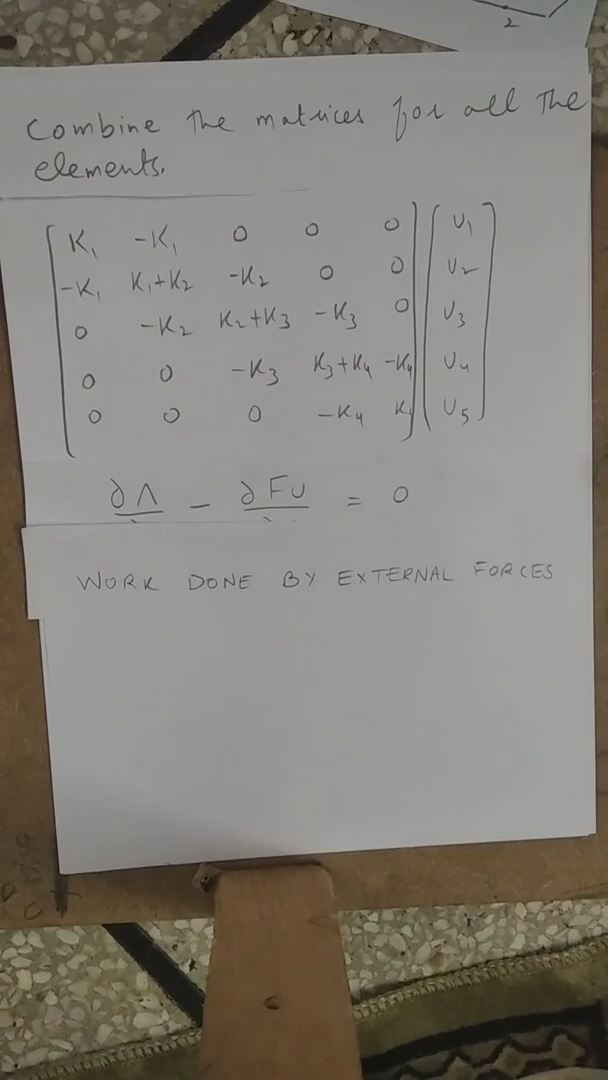 2
Combine the matrices for all the
elements.
K₁ -K₁ 0 0 0 U₁
-K₁ K₁+K₂ -K₂ 0 0 U₂
0 -K₂ K₂+K₃ -K₃ 0 U₃
0 0 -K₃ K₃+K₄ -K₄ U₄
0 0 0 -K₄ K U₅
∂Λ - ∂FU = 0
WORK DONE BY EXTERNAL FORCES